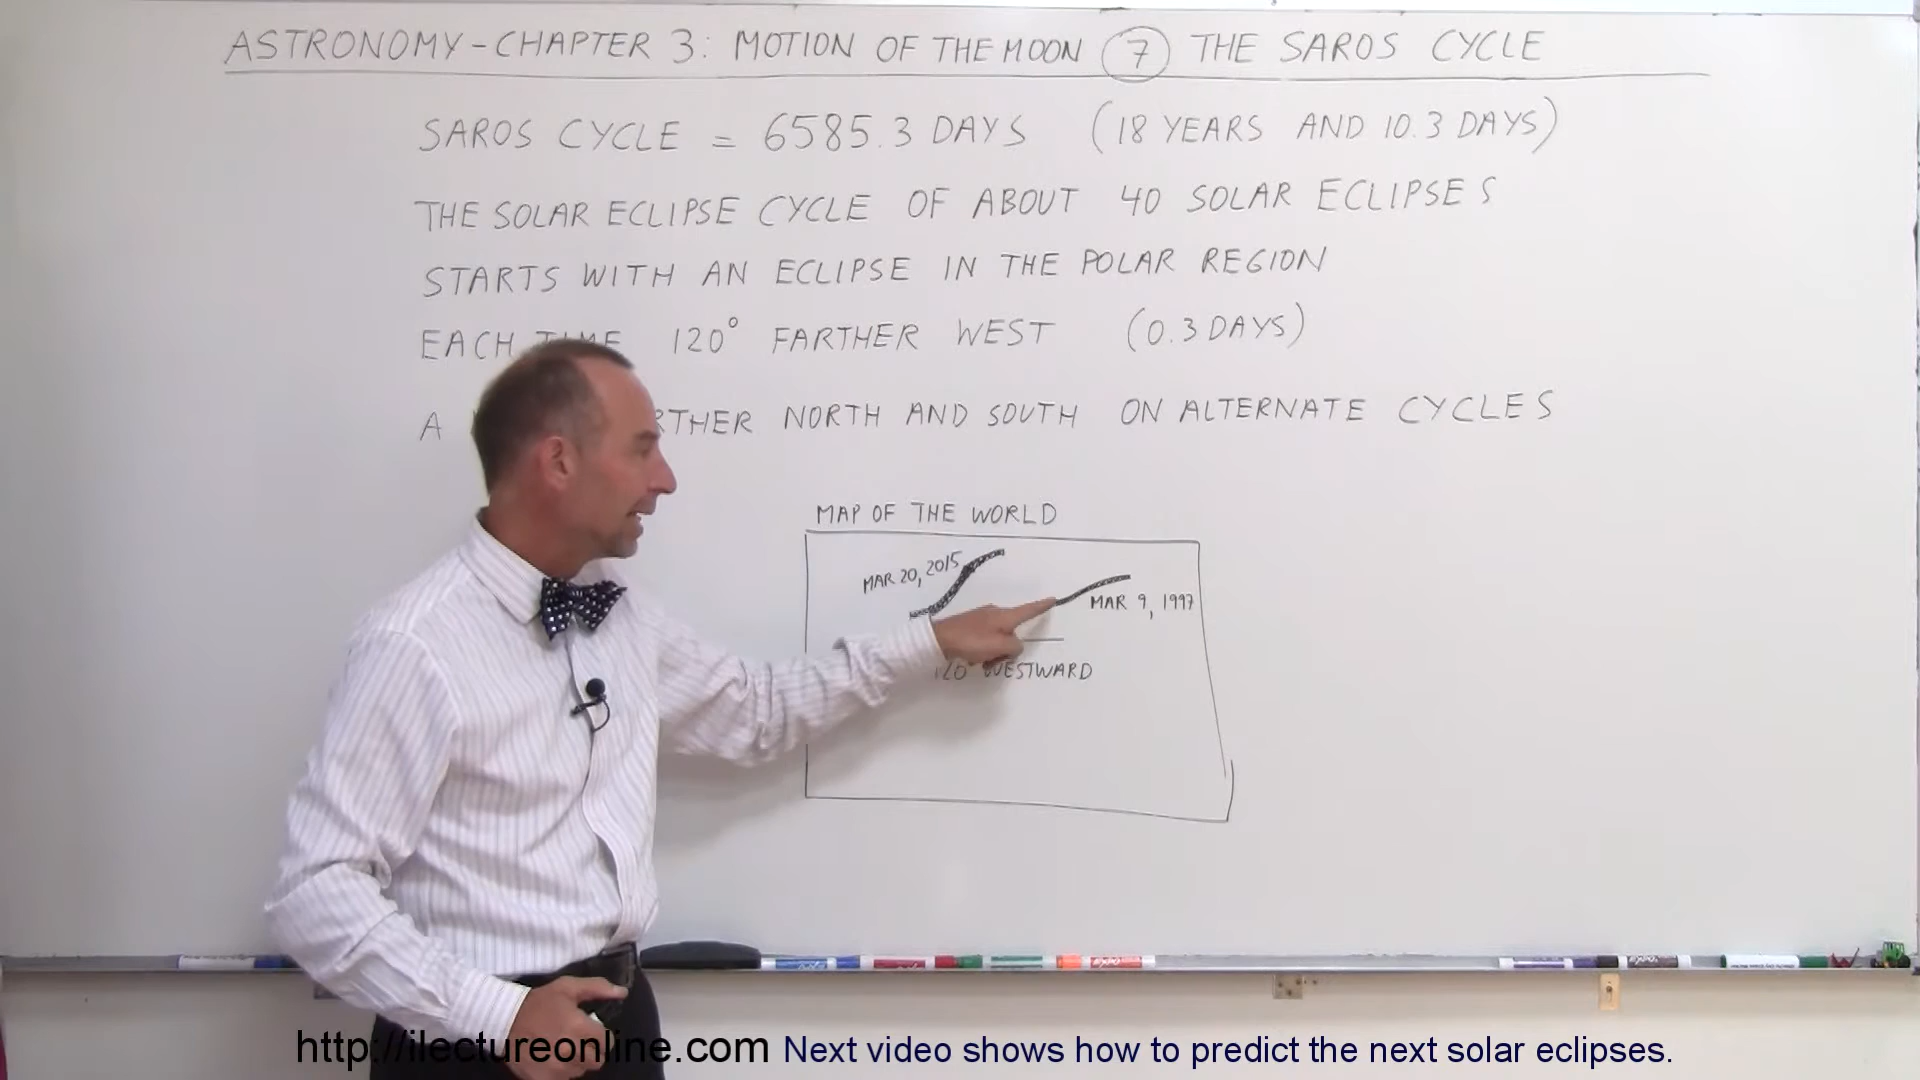 ASTRONOMY - CHAPTER 3: MOTION OF THE MOON 7 THE SAROS CYCLE
SAROS CYCLE = 6585.3 DAYS (18 YEARS AND 10.3 DAYS)
THE SOLAR ECLIPSE CYCLE OF ABOUT 40 SOLAR ECLIPSES
STARTS WITH AN ECLIPSE IN THE POLAR REGION
EACH TIME 120° FARTHER WEST (0.3 DAYS)
A NORTH AND SOUTH ON ALTERNATE CYCLES
MAP OF THE WORLD
MAR 20, 2015
MAR 9, 1997
120° WESTWARD
http://ilectureonline.com Next video shows how to predict the next solar eclipses.